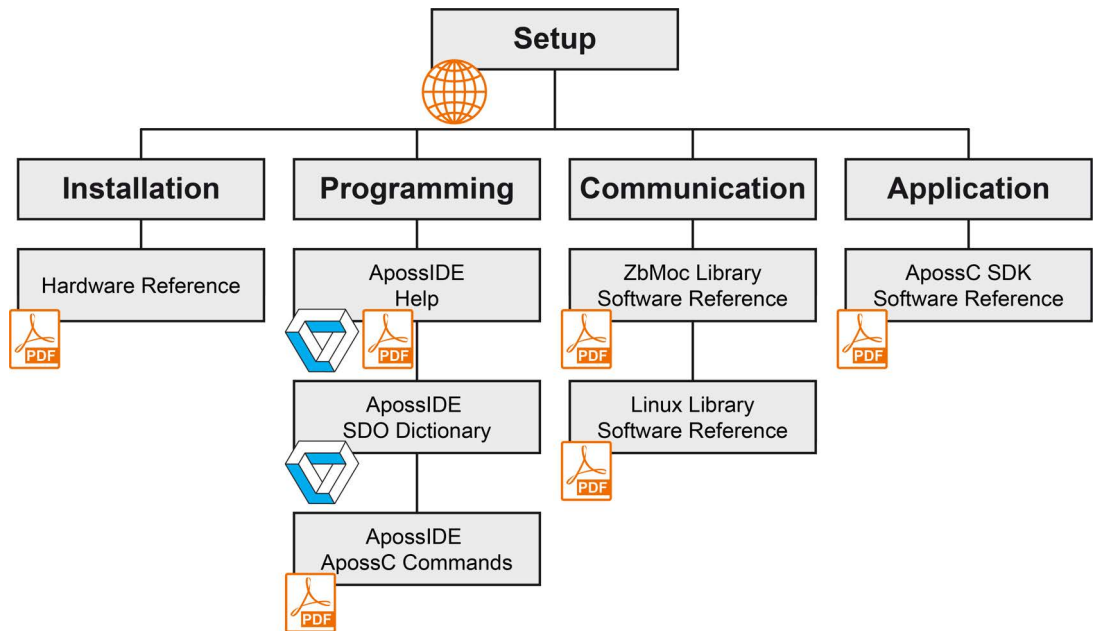 Setup
Installation
Programming
Communication
Application
Hardware Reference
PDF
ApossIDE
Help
PDF
ZbMoc Library
Software Reference
PDF
ApossC SDK
Software Reference
PDF
ApossIDE
SDO Dictionary
Linux Library
Software Reference
PDF
ApossIDE
ApossC Commands
PDF